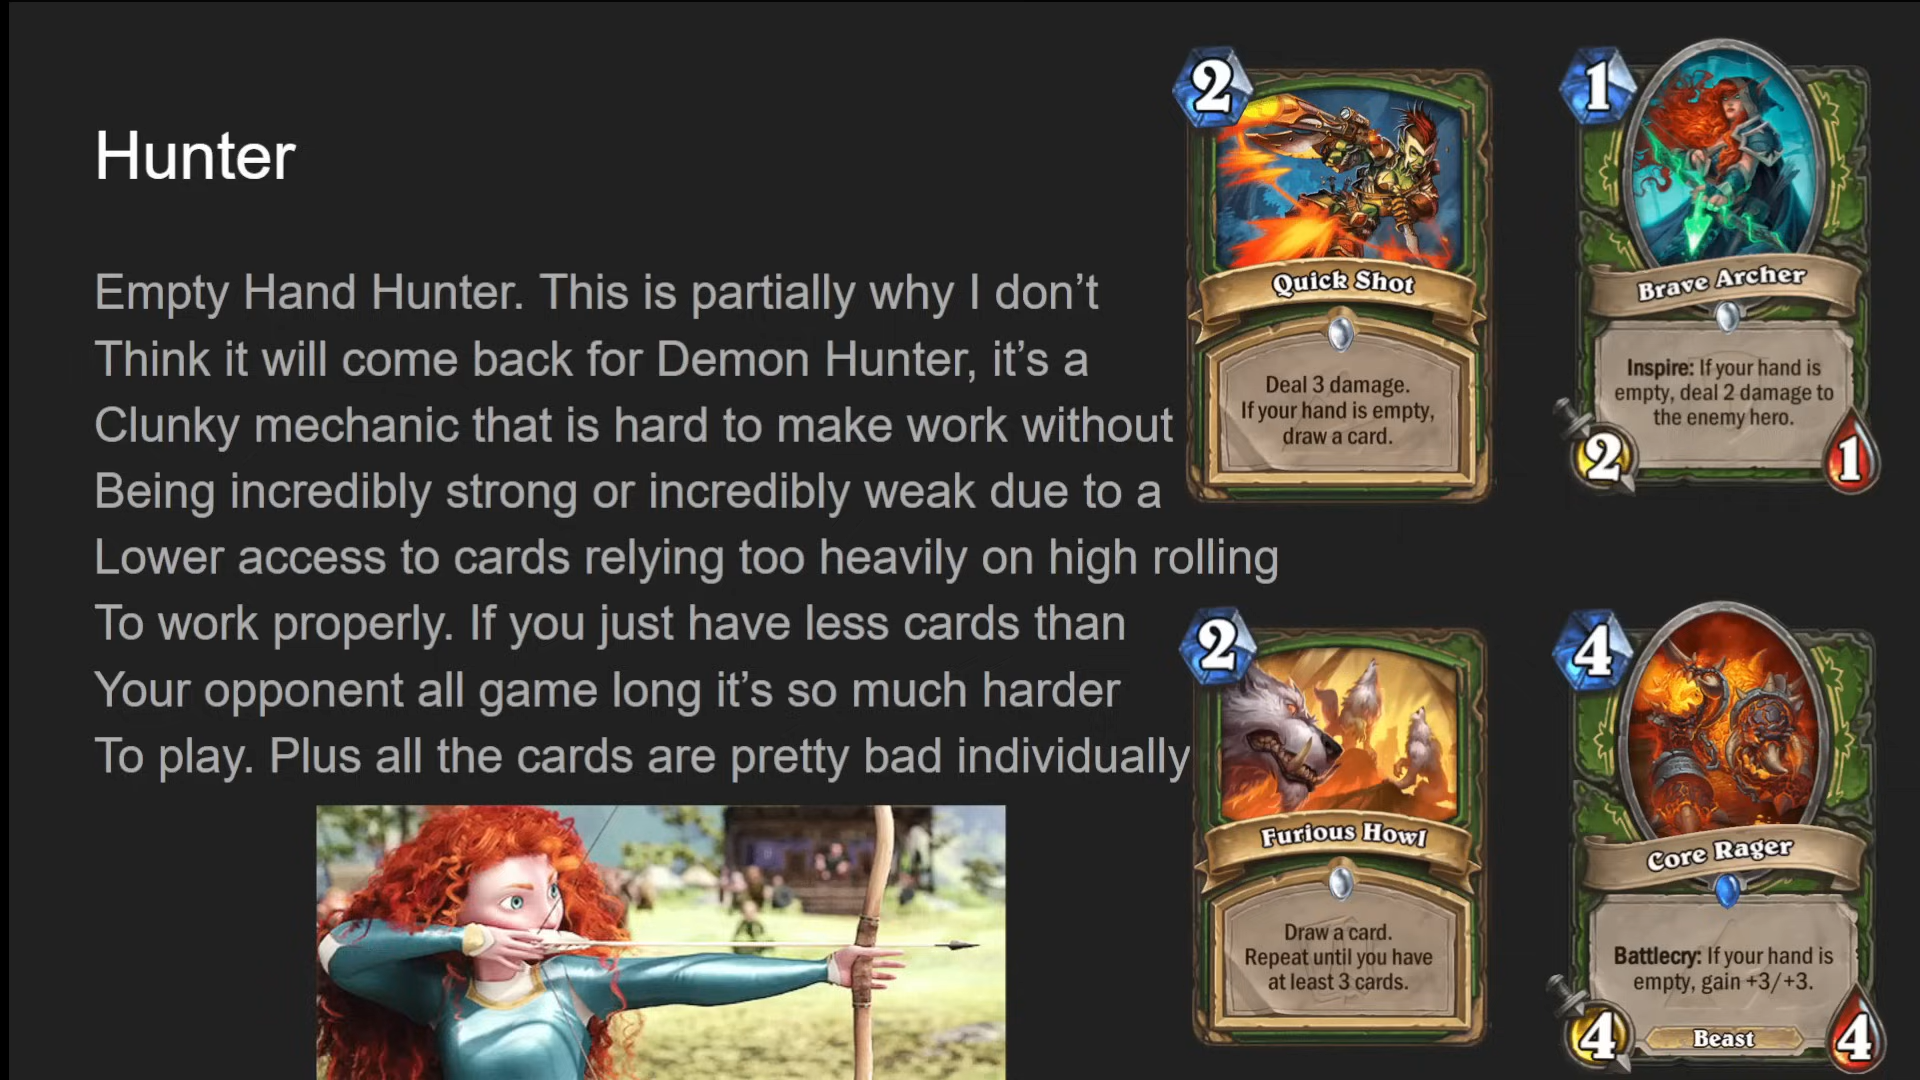 Hunter
Empty Hand Hunter. This is partially why I don't
Think it will come back for Demon Hunter, it's a
Clunky mechanic that is hard to make work without
Being incredibly strong or incredibly weak due to a
Lower access to cards relying too heavily on high rolling
To work properly. If you just have less cards than
Your opponent all game long it's so much harder
To play. Plus all the cards are pretty bad individually
2
Quick Shot
Deal 3 damage.
If your hand is empty,
draw a card.
1
Brave Archer
Inspire: If your hand is
empty, deal 2 damage to
the enemy hero.
2
1
2
Furious Howl
Draw a card.
Repeat until you have
at least 3 cards.
4
Core Rager
Battlecry: If your hand is
empty, gain +3/+3.
4
Beast
4